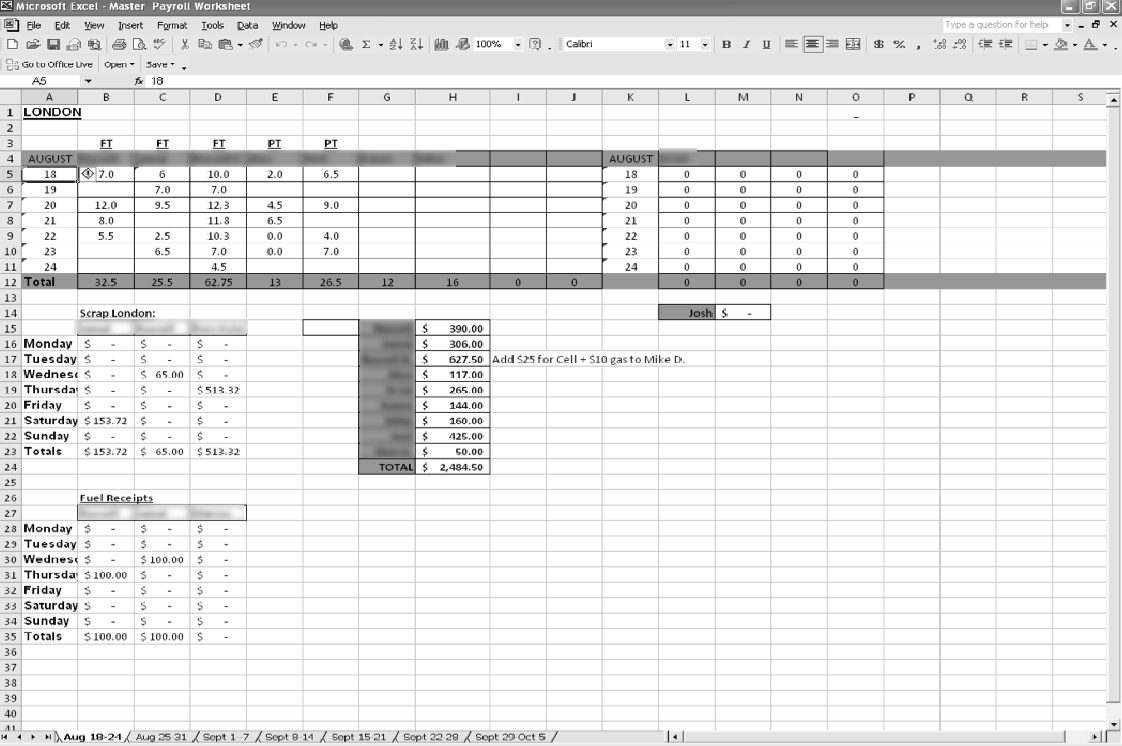 Microsoft Excel - Master Payroll Worksheet
File Edit View Insert Format Tools Data Window Help
Type a question for help
100% Calibri 11 B I U $ % ,
Go to Office Live Open Save
A5 fx 18
A B C D E F G H I J K L M N O P Q R S
1 LONDON _
2
3 FT FT FT PT PT
4 AUGUST AUGUST
5 18 7.0 6 10.0 2.0 6.5 18 0 0 0 0
6 19 7.0 7.0 19 0 0 0 0
7 20 12.0 9.5 12.3 4.5 9.0 20 0 0 0 0
8 21 8.0 11.8 6.5 21 0 0 0 0
9 22 5.5 2.5 10.3 0.0 4.0 22 0 0 0 0
10 23 6.5 7.0 0.0 7.0 23 0 0 0 0
11 24 4.5 24 0 0 0 0
12 Total 32.5 25.5 62.75 13 26.5 12 16 0 0 0 0 0 0
13
14 Scrap London: Josh $ -
15 $ 390.00
16 Monday $ - $ - $ - $ 306.00
17 Tuesday $ - $ - $ - $ 627.50 Add $25 for Cell + $10 gas to Mike D.
18 Wednesc $ - $ 65.00 $ - $ 117.00
19 Thursda $ - $ - $513.32 $ 265.00
20 Friday $ - $ - $ - $ 144.00
21 Saturday $153.72 $ - $ - $ 160.00
22 Sunday $ - $ - $ - $ 425.00
23 Totals $153.72 $ 65.00 $513.32 $ 50.00
24 TOTAL $ 2,484.50
25
26 Fuel Receipts
27
28 Monday $ - $ - $ -
29 Tuesday $ - $ - $ -
30 Wednesc $ - $100.00 $ -
31 Thursda $100.00 $ - $ -
32 Friday $ - $ - $ -
33 Saturday $ - $ - $ -
34 Sunday $ - $ - $ -
35 Totals $100.00 $100.00 $ -
36
37
38
39
40
41
Aug 18-24 Aug 25-31 Sept 1-7 Sept 8-14 Sept 15-21 Sept 22-28 Sept 29-Oct 5